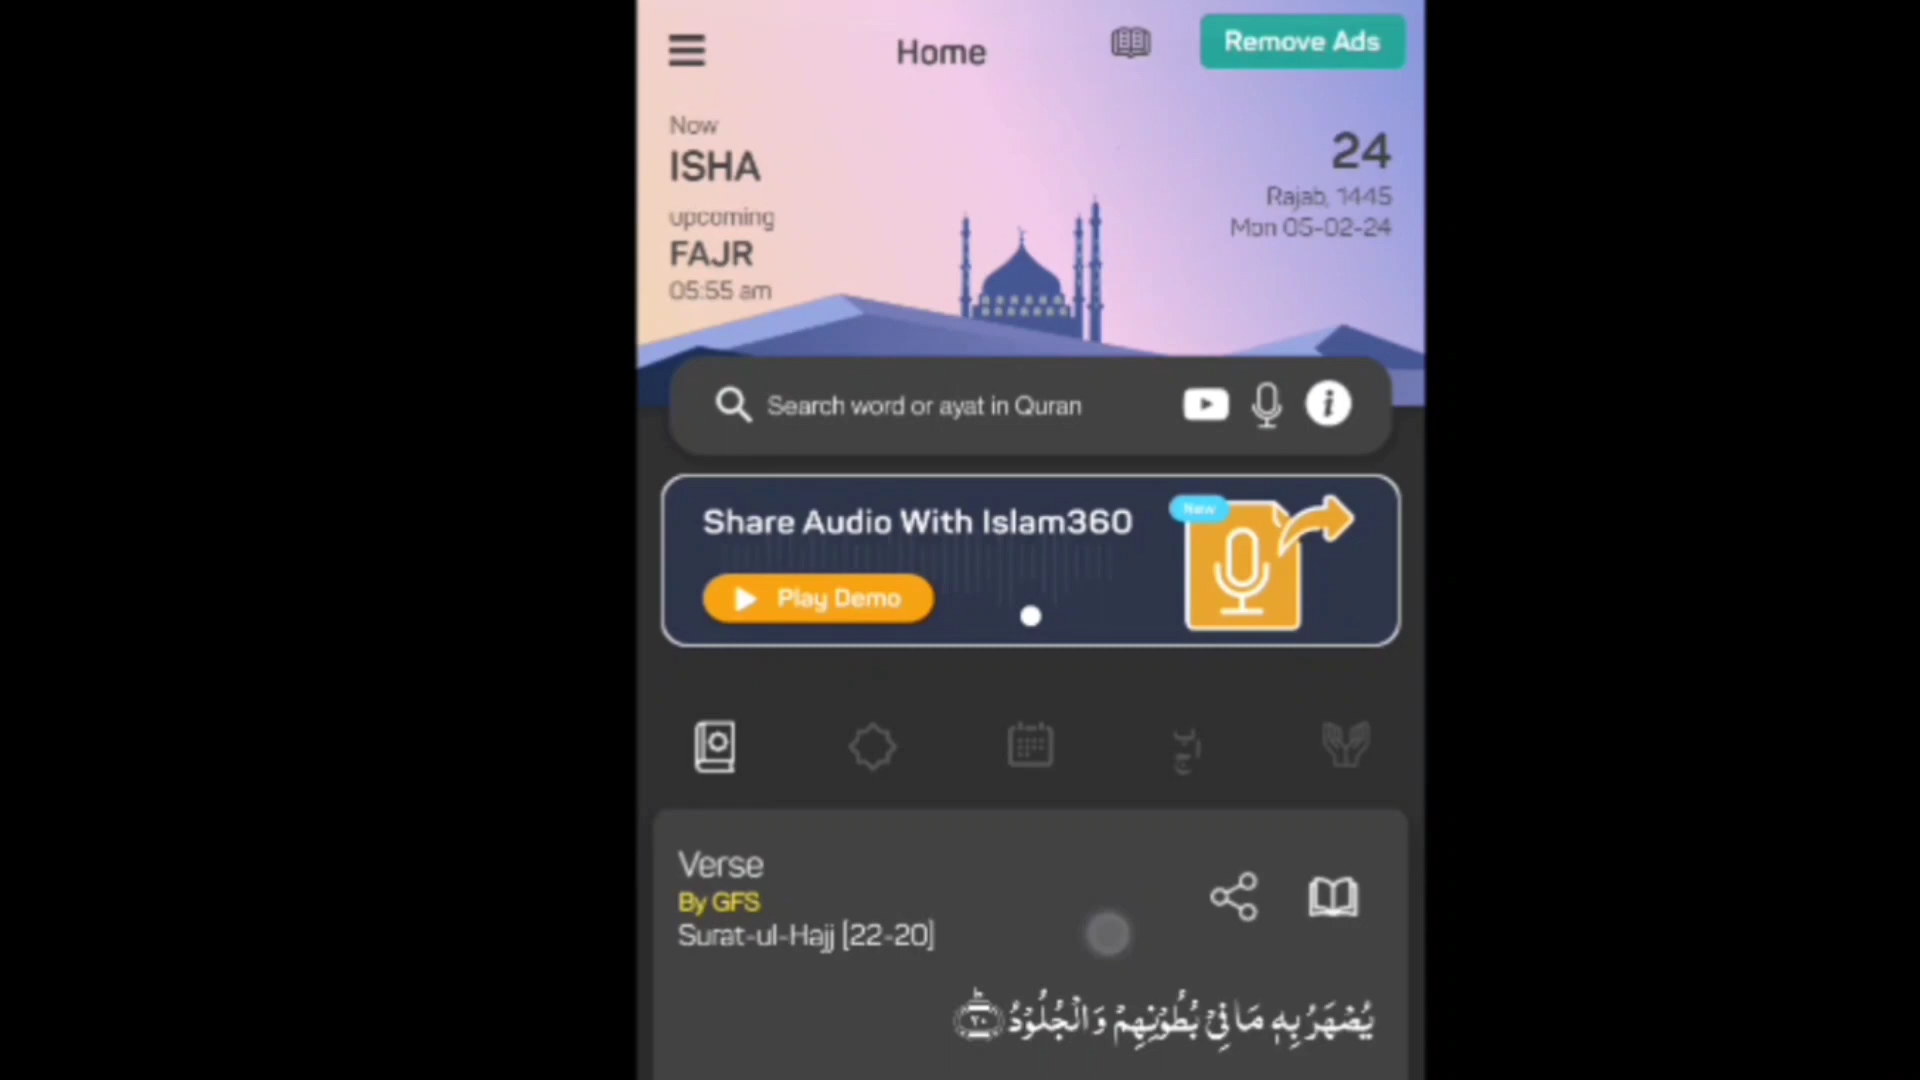 Home
Remove Ads
Now
ISHA
upcoming
FAJR
05:55 am
24
Rajab, 1445
Mon 05-02-24
Search word or ayat in Quran
Share Audio With Islam360
New
Play Demo
Verse
By GFS
Surat-ul-Hajj [22-20]
يُصْهَرُ بِهٖ مَا فِىْ بُطُوْنِهِمْ وَالْجُلُوْدُ ؕ ۲۰